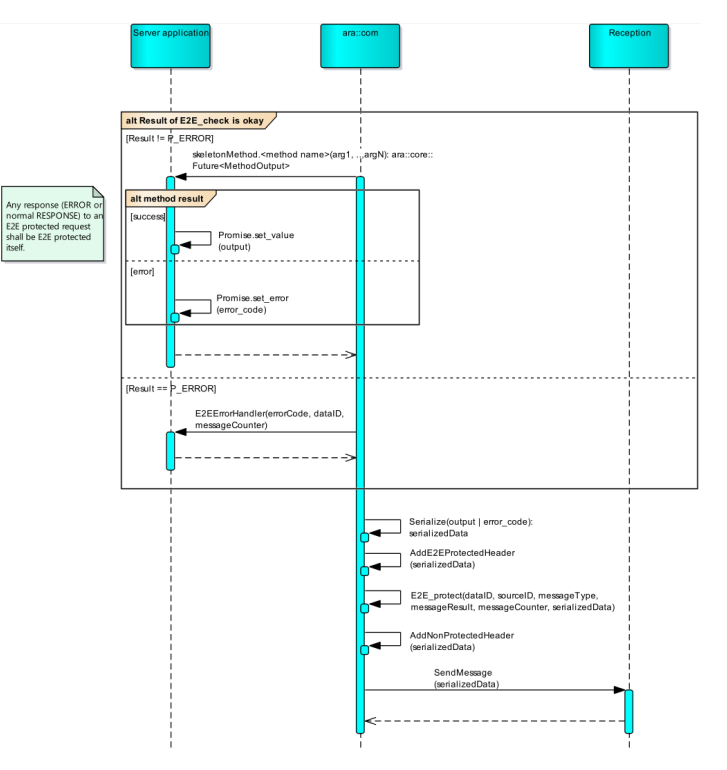 Server application
ara::com
Reception
alt Result of E2E_check is okay
[Result != P_ERROR]
skeletonMethod.<method name>(arg1, ...,argN): ara::core::
Future<MethodOutput>
alt method result
Any response (ERROR or
normal RESPONSE) to an
E2E protected request
shall be E2E protected
itself.
[success]
Promise.set_value
(output)
[error]
Promise.set_error
(error_code)
[Result == P_ERROR]
E2EErrorHandler(errorCode, dataID,
messageCounter)
Serialize(output | error_code):
serializedData
AddE2EProtectedHeader
(serializedData)
E2E_protect(dataID, sourceID, messageType,
messageResult, messageCounter, serializedData)
AddNonProtectedHeader
(serializedData)
SendMessage
(serializedData)